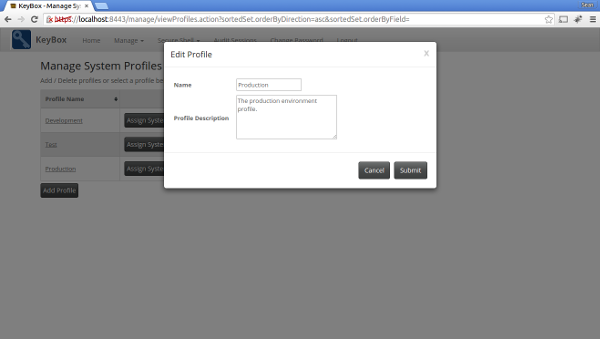 KeyBox - Manage Sy
https://localhost:8443/manage/viewProfiles.action?sortedSet.orderByDirection=asc&sortedSet.orderByField=
KeyBox Home Manage Secure Shell Audit Sessions Change Password Logout
Edit Profile x
Manage System Profiles
Add / Delete profiles or select a profile be
Name Production
Profile Name
Profile Description The production environment
profile.
Development Assign Syste
Test Assign Syste
Production Assign Syste
Cancel Submit
Add Profile